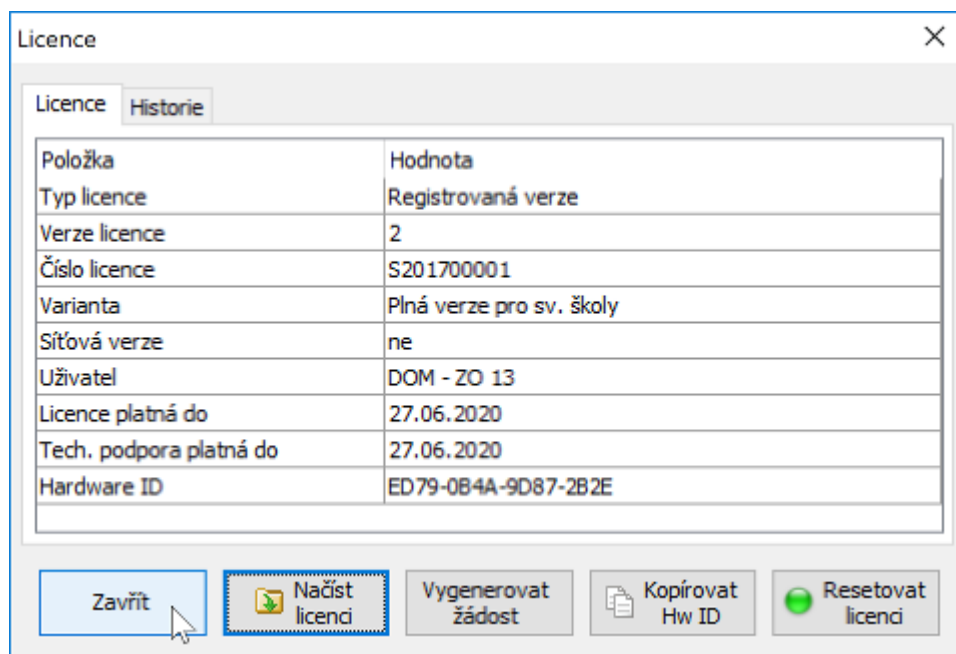 Licence
Licence Historie
Položka Hodnota
Typ licence Registrovaná verze
Verze licence 2
Číslo licence S201700001
Varianta Plná verze pro sv. školy
Síťová verze ne
Uživatel DOM - ZO 13
Licence platná do 27.06.2020
Tech. podpora platná do 27.06.2020
Hardware ID ED79-0B4A-9D87-2B2E
Zavřít
Načíst
licenci
Vygenerovat
žádost
Kopírovat
Hw ID
Resetovat
licenci